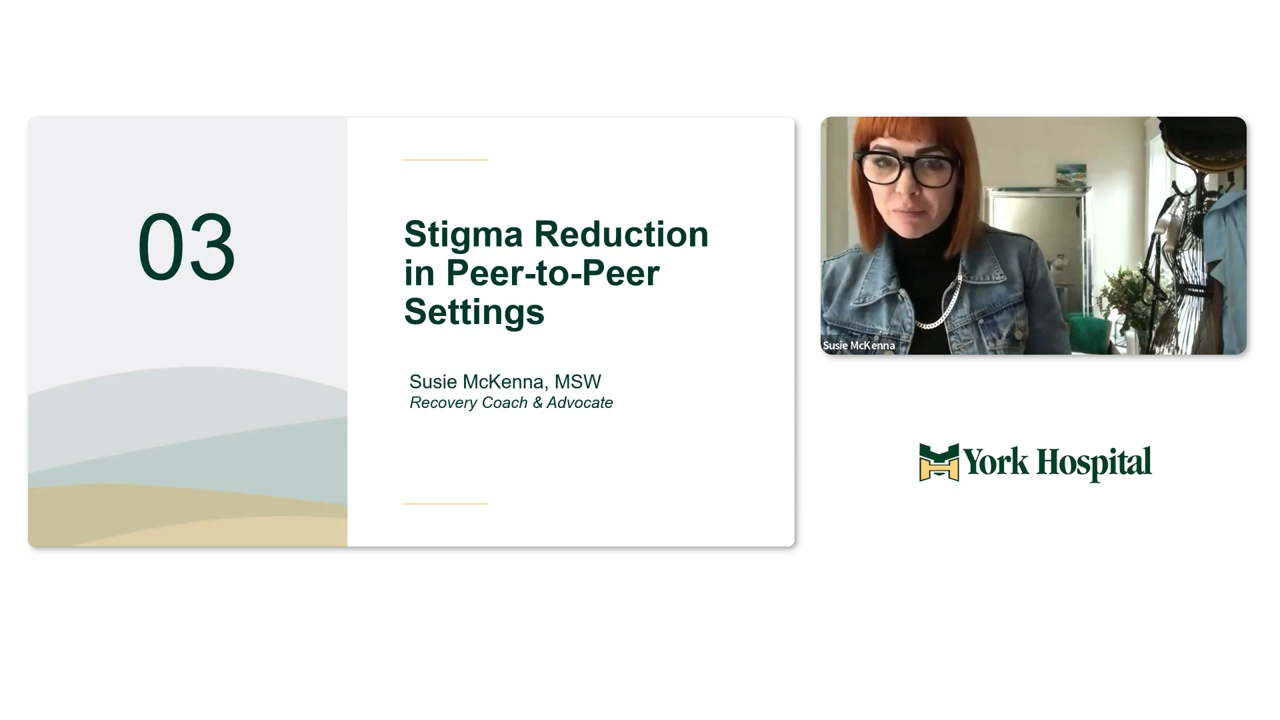 03
Stigma Reduction
in Peer-to-Peer
Settings
Susie McKenna, MSW
Recovery Coach & Advocate
Susie McKenna
York Hospital